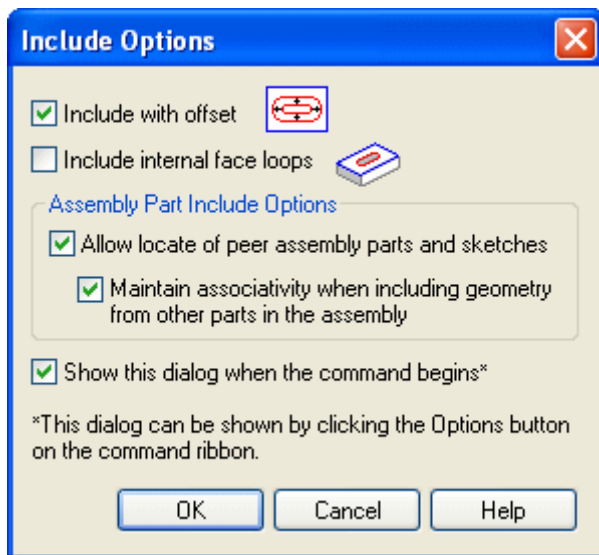 Include Options
Include with offset
Include internal face loops
Assembly Part Include Options
Allow locate of peer assembly parts and sketches
Maintain associativity when including geometry
from other parts in the assembly
Show this dialog when the command begins*
*This dialog can be shown by clicking the Options button
on the command ribbon.
OK
Cancel
Help